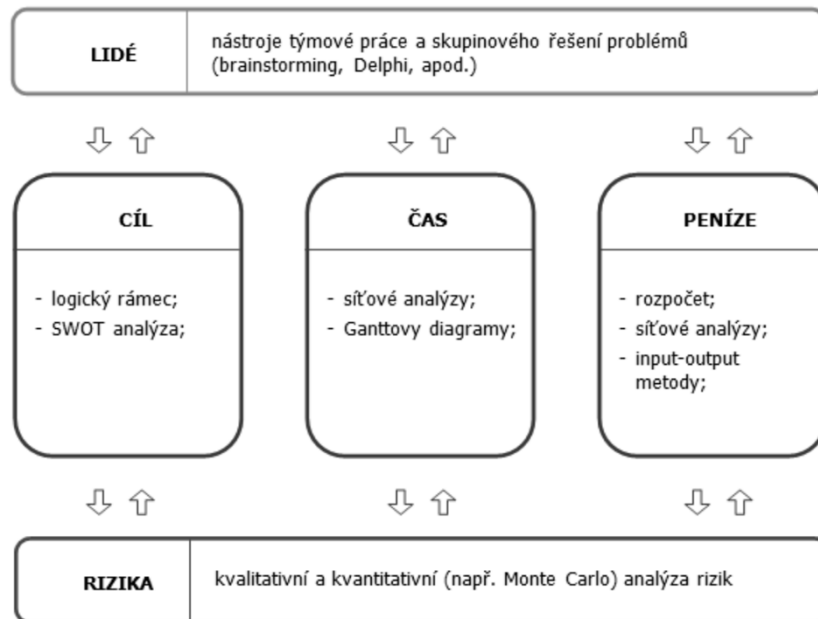 LIDÉ
nástroje týmové práce a skupinového řešení problémů
(brainstorming, Delphi, apod.)
CÍL
- logický rámec;
- SWOT analýza;
ČAS
- síťové analýzy;
- Ganttovy diagramy;
PENÍZE
- rozpočet;
- síťové analýzy;
- input-output
metody;
RIZIKA
kvalitativní a kvantitativní (např. Monte Carlo) analýza rizik